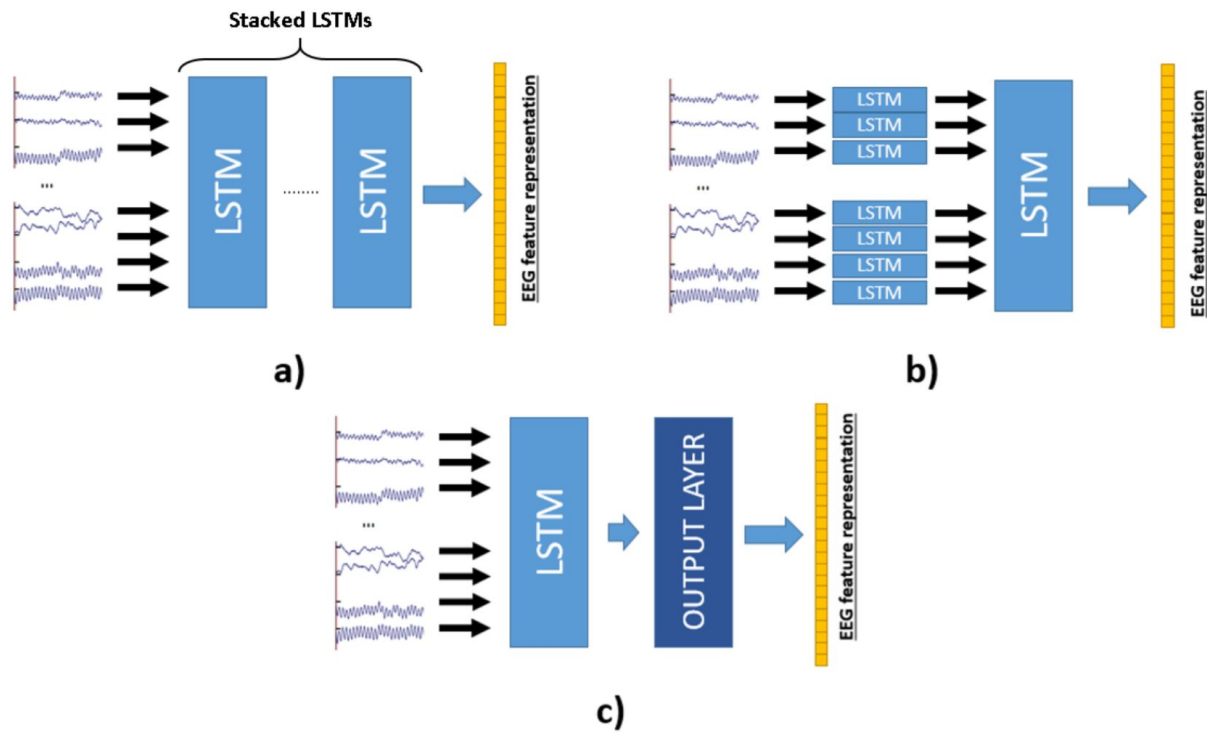 Stacked LSTMs
...
LSTM
........
LSTM
EEG feature representation
a)
...
LSTM
LSTM
LSTM
LSTM
LSTM
LSTM
LSTM
LSTM
EEG feature representation
b)
...
LSTM
OUTPUT LAYER
EEG feature representation
c)